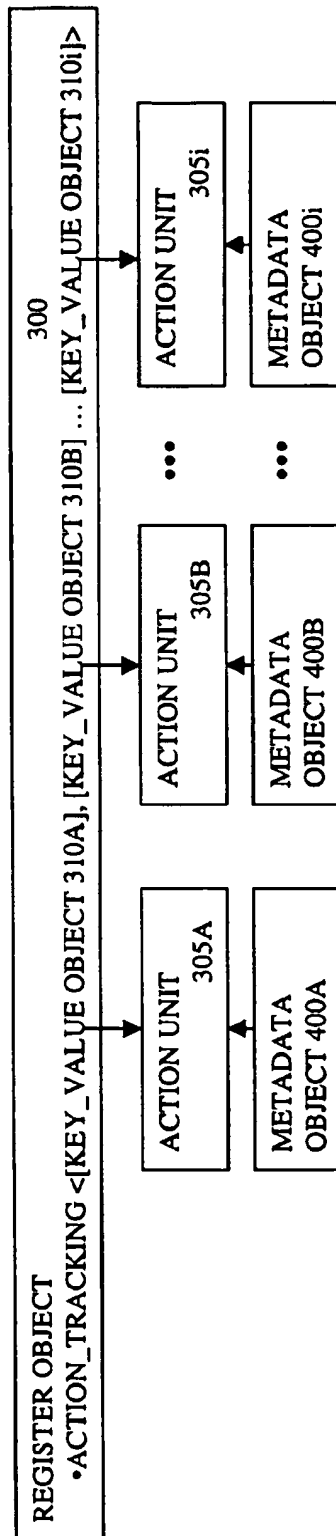 REGISTER OBJECT
300
•ACTION_TRACKING <[KEY_VALUE OBJECT 310A], [KEY_VALUE OBJECT 310B] ... [KEY_VALUE OBJECT 310i]>
ACTION UNIT
305A
ACTION UNIT
305B
•••
ACTION UNIT
305i
METADATA
OBJECT 400A
METADATA
OBJECT 400B
•••
METADATA
OBJECT 400i